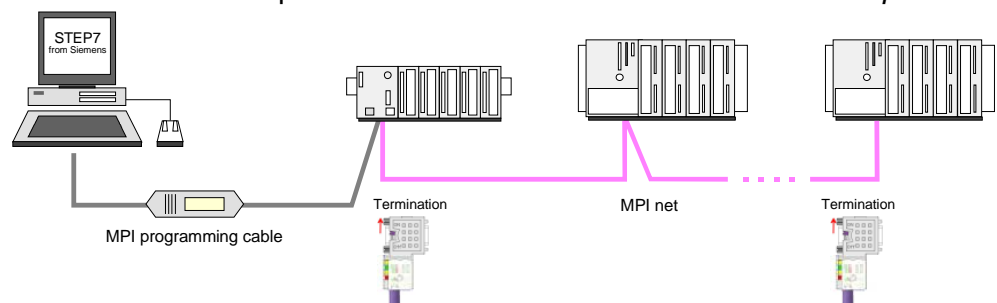 STEP7
from Siemens
Termination
MPI net
Termination
MPI programming cable